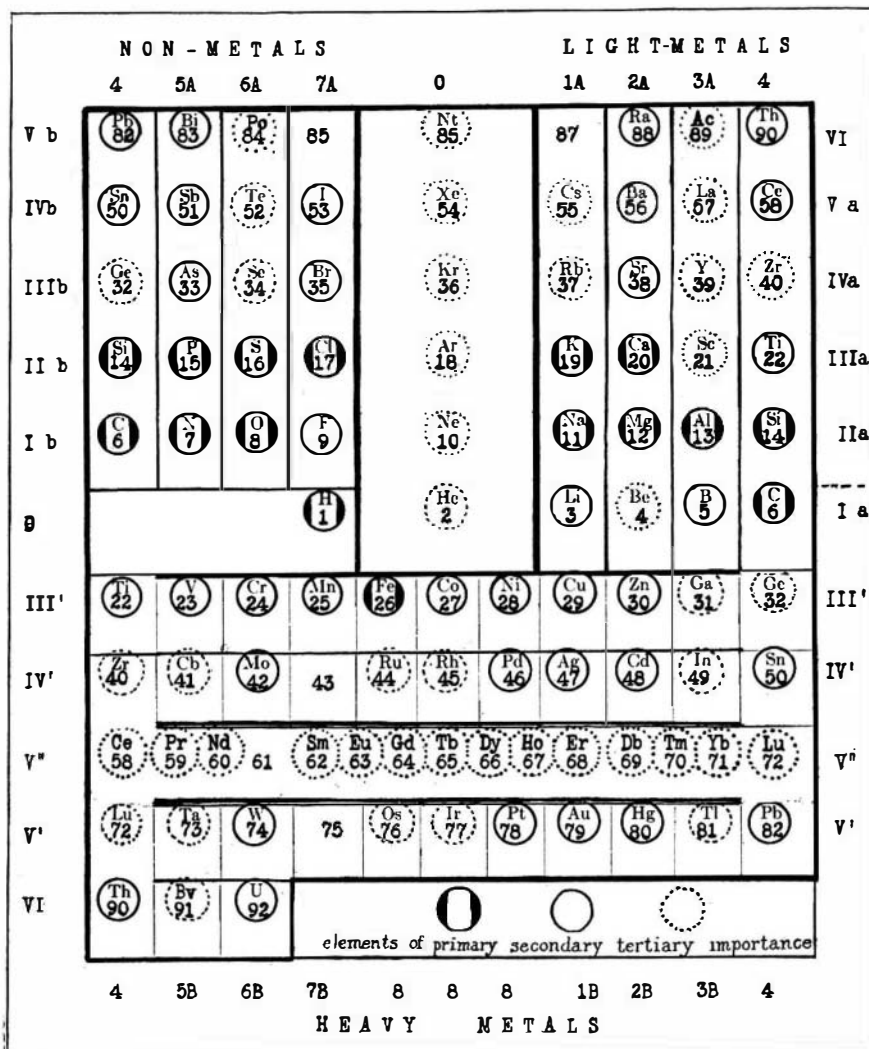 NON-METALS LIGHT-METALS
4 5A 6A 7A 0 1A 2A 3A 4
Pb Bi Po Nt Ra Ac Th
V b 82 83 84 85 85 87 88 89 90 VI
Sn Sb Te I Xe Cs Ba La Ce
IVb 50 51 52 53 54 55 56 57 58 V a
Ge As Se Br Kr Rb Sr Y Zr
IIIb 32 33 34 35 36 37 38 39 40 IVa
Si P S Cl Ar K Ca Sc Ti
II b 14 15 16 17 18 19 20 21 22 IIIa
C N O F Ne Na Mg Al Si
I b 6 7 8 9 10 11 12 13 14 IIa
H He Li Be B C
0 1 2 3 4 5 6 I a
Ti V Cr Mn Fe Co Ni Cu Zn Ga Ge
III' 22 23 24 25 26 27 28 29 30 31 32 III'
Zr Cb Mo Ru Rh Pd Ag Cd In Sn
IV' 40 41 42 43 44 45 46 47 48 49 50 IV'
Ce Pr Nd Sm Eu Gd Tb Dy Ho Er Db Tm Yb Lu
V" 58 59 60 61 62 63 64 65 66 67 68 69 70 71 72 V"
Lu Ta W Os Ir Pt Au Hg Tl Pb
V' 72 73 74 75 76 77 78 79 80 81 82 V'
Th Bv U
VI 90 91 92
elements of primary secondary tertiary importance
4 5B 6B 7B 8 8 8 1B 2B 3B 4
HEAVY METALS